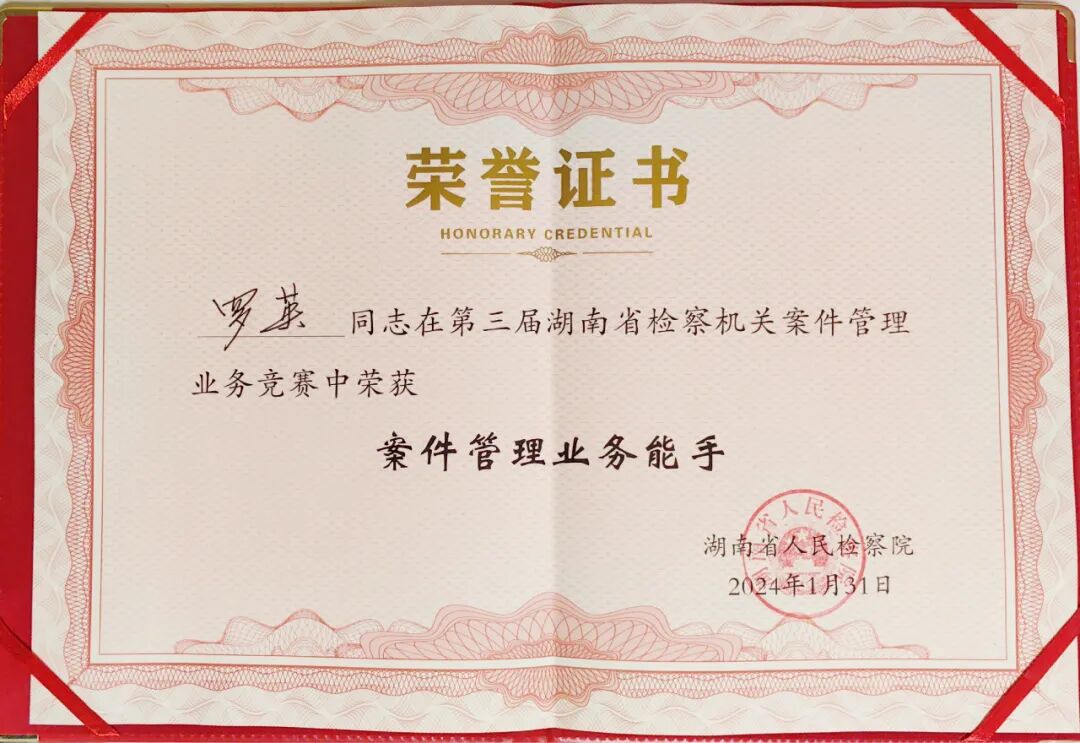 荣誉证书
HONORARY CREDENTIAL
罗英 同志在第三届湖南省检察机关案件管理
业务竞赛中荣获
案件管理业务能手
湖南省人民检察院
2024年1月31日